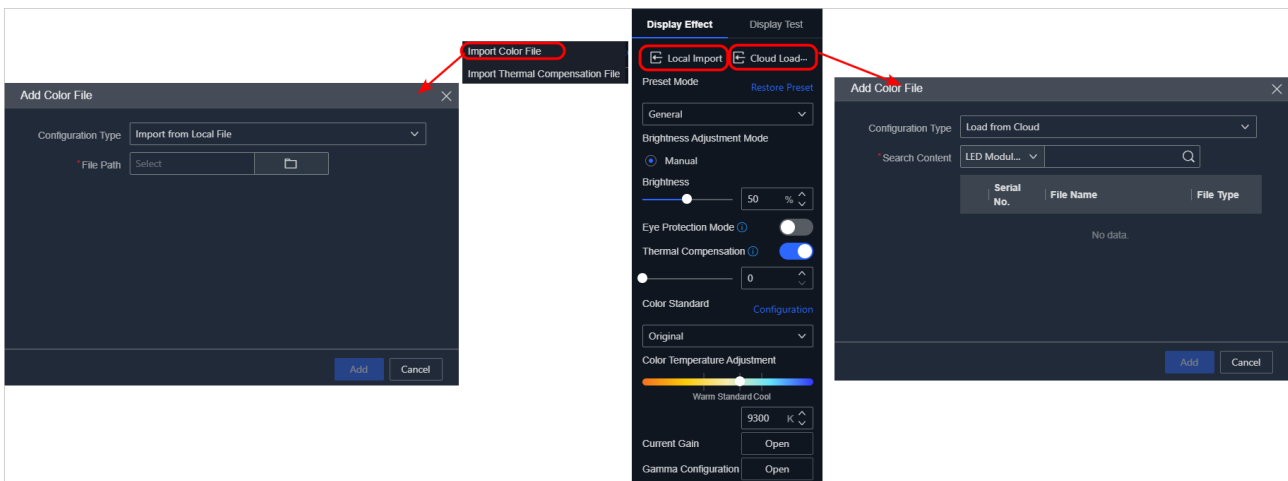 Import Color File
Import Thermal Compensation File
Add Color File
Configuration Type Import from Local File
*File Path Select
Add Cancel
Display Effect Display Test
Local Import Cloud Load...
Preset Mode Restore Preset
General
Brightness Adjustment Mode
Manual
Brightness
50 %
Eye Protection Mode
Thermal Compensation
0
Color Standard Configuration
Original
Color Temperature Adjustment
Warm Standard Cool
9300 K
Current Gain Open
Gamma Configuration Open
Add Color File
Configuration Type Load from Cloud
*Search Content LED Modul...
Serial No. File Name File Type
No data.
Add Cancel